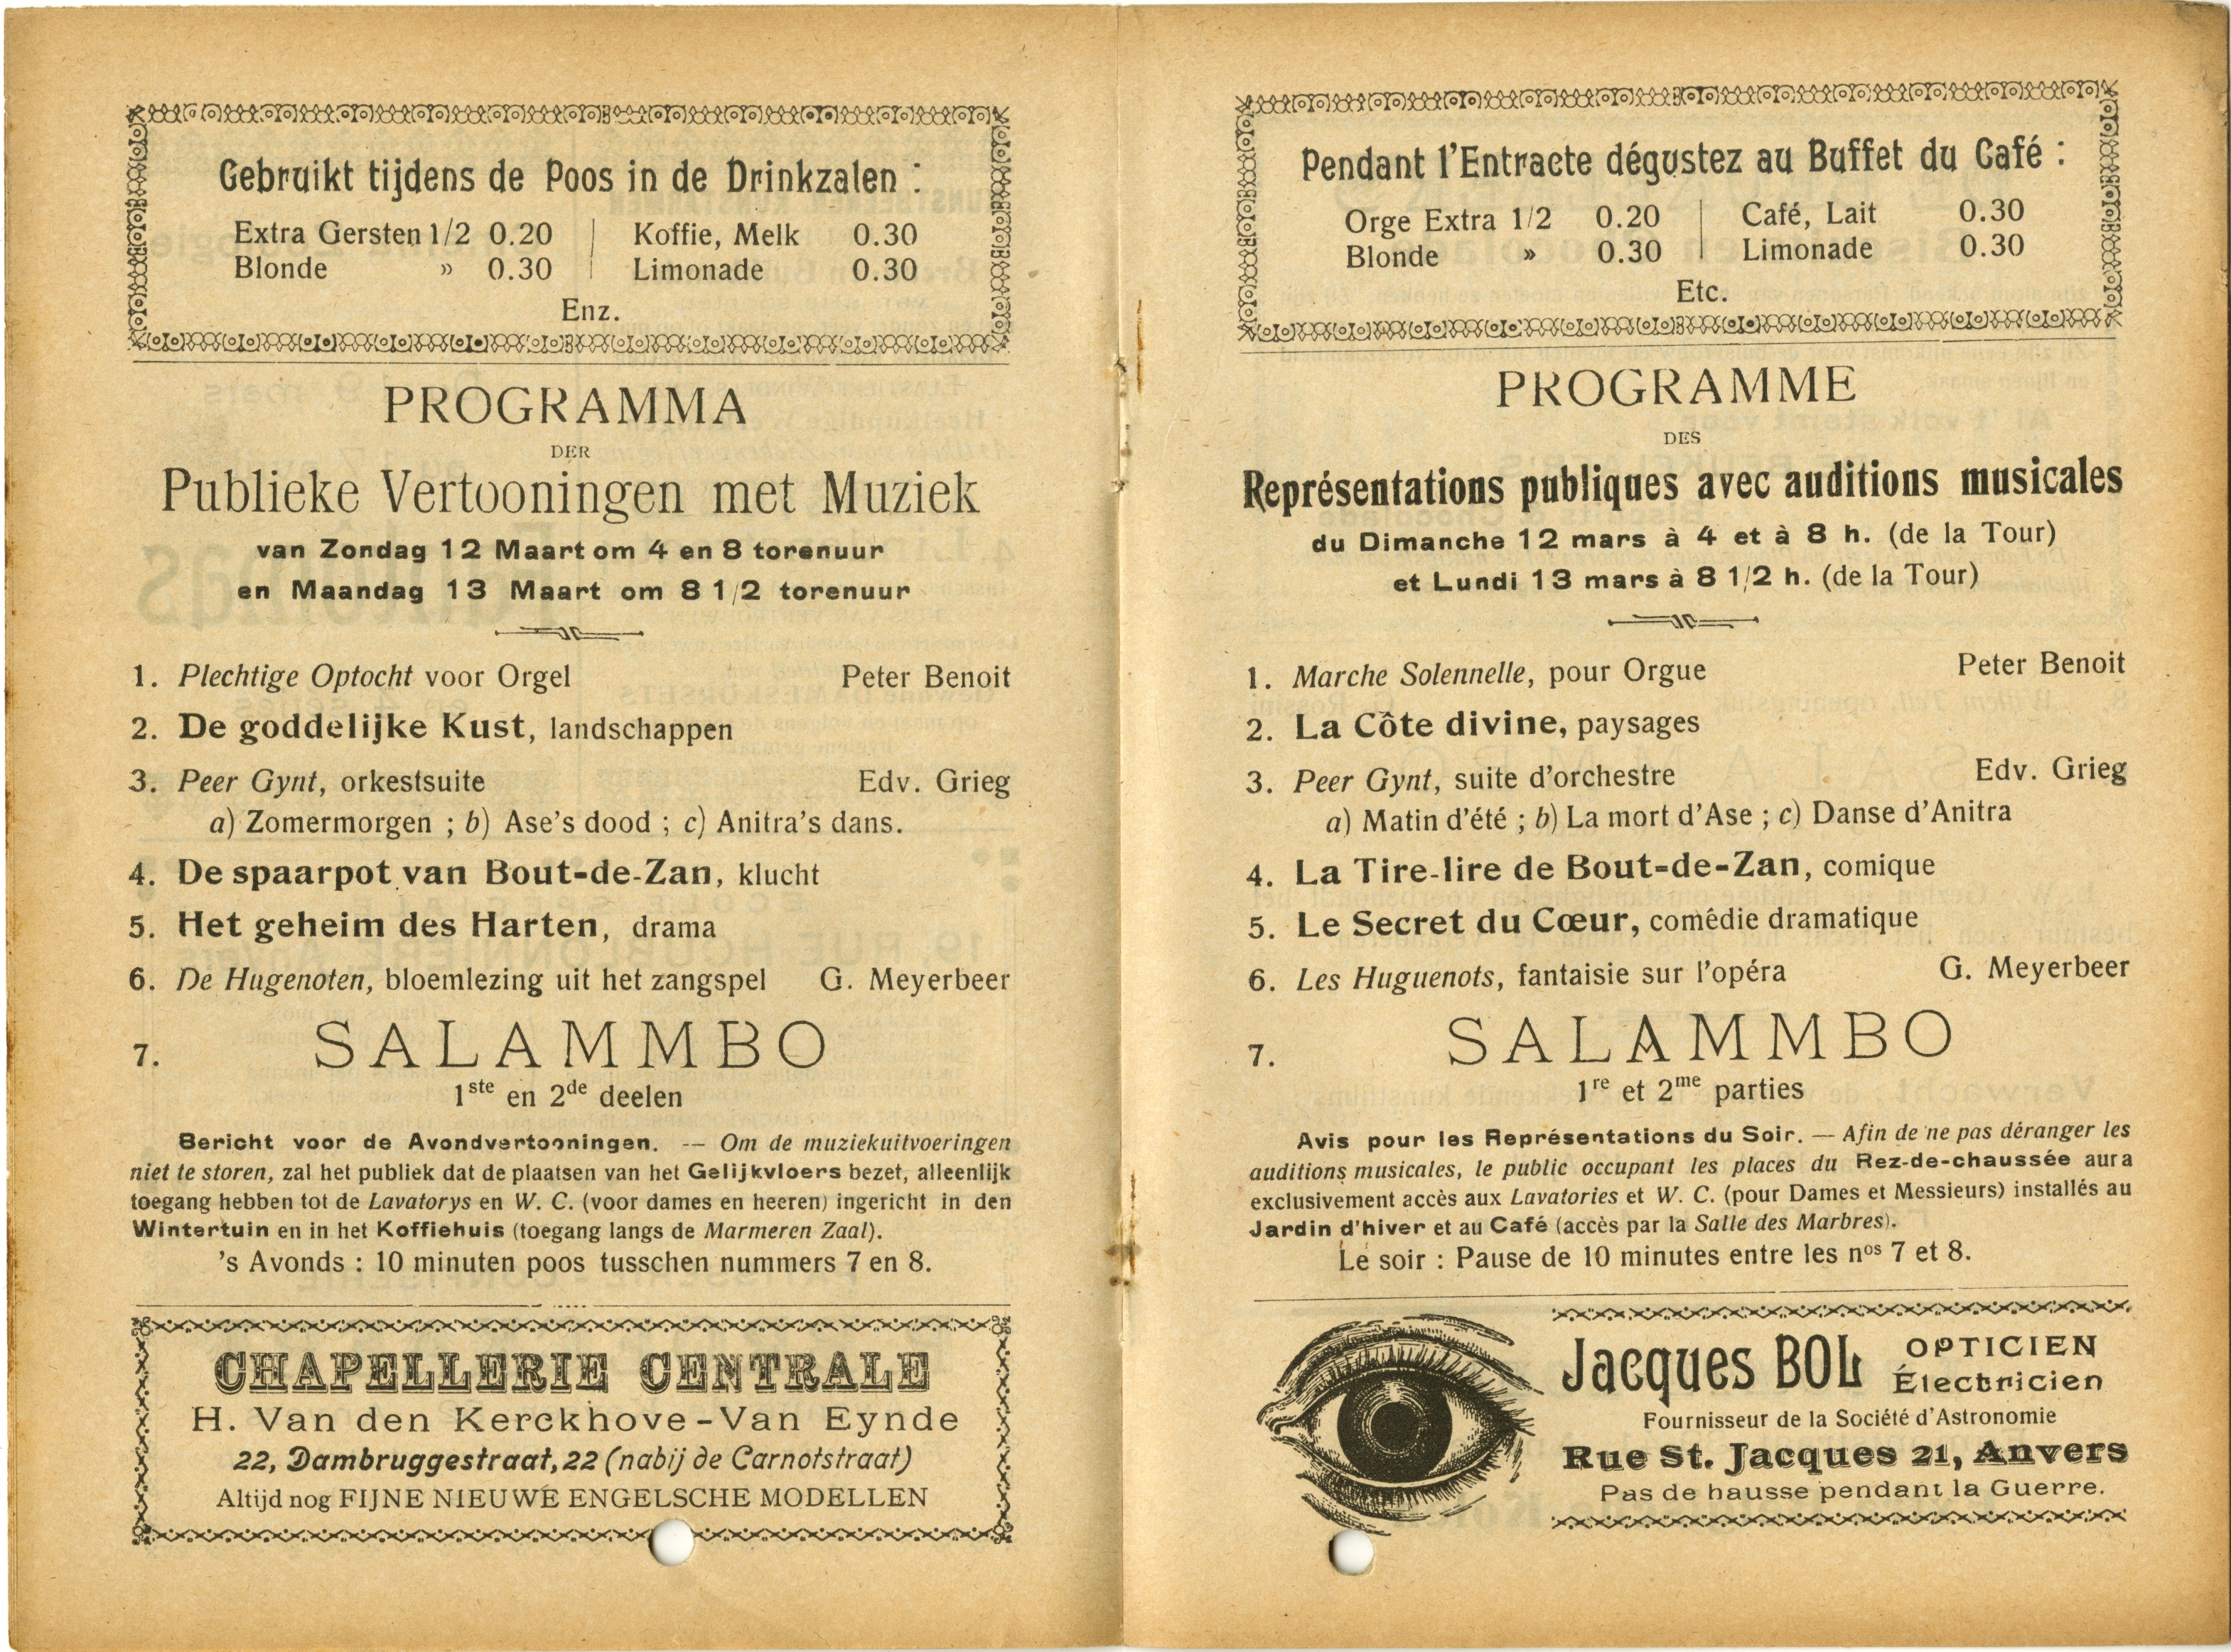 Gebruikt tijdens de Poos in de Drinkzalen :
Extra Gersten 1/2 0.20 Koffie, Melk 0.30
Blonde » 0.30 Limonade 0.30
Enz.
PROGRAMMA
DER
Publieke Vertooningen met Muziek
van Zondag 12 Maart om 4 en 8 torenuur
en Maandag 13 Maart om 8 1/2 torenuur
1. Plechtige Optocht voor Orgel Peter Benoit
2. De goddelijke Kust, landschappen
3. Peer Gynt, orkestsuite Edv. Grieg
a) Zomermorgen ; b) Ase's dood ; c) Anitra's dans.
4. De spaarpot van Bout-de-Zan, klucht
5. Het geheim des Harten, drama
6. De Hugenoten, bloemlezing uit het zangspel G. Meyerbeer
7. SALAMMBO
1ste en 2de deelen
Bericht voor de Avondvertooningen. — Om de muziekuitvoeringen
niet te storen, zal het publiek dat de plaatsen van het Gelijkvloers bezet, alleenlijk
toegang hebben tot de Lavatorys en W. C. (voor dames en heeren) ingericht in den
Wintertuin en in het Koffiehuis (toegang langs de Marmeren Zaal).
's Avonds : 10 minuten poos tusschen nummers 7 en 8.
CHAPELLERIE CENTRALE
H. Van den Kerckhove-Van Eynde
22, Dambruggestraat, 22 (nabij de Carnotstraat)
Altijd nog FIJNE NIEUWE ENGELSCHE MODELLEN
Pendant l'Entracte dégustez au Buffet du Café :
Orge Extra 1/2 0.20 Café, Lait 0.30
Blonde » 0.30 Limonade 0.30
Etc.
PROGRAMME
DES
Représentations publiques avec auditions musicales
du Dimanche 12 mars à 4 et à 8 h. (de la Tour)
et Lundi 13 mars à 8 1/2 h. (de la Tour)
1. Marche Solennelle, pour Orgue Peter Benoit
2. La Côte divine, paysages
3. Peer Gynt, suite d'orchestre Edv. Grieg
a) Matin d'été ; b) La mort d'Ase ; c) Danse d'Anitra
4. La Tire-lire de Bout-de-Zan, comique
5. Le Secret du Cœur, comédie dramatique
6. Les Huguenots, fantaisie sur l'opéra G. Meyerbeer
7. SALAMMBO
1re et 2me parties
Avis pour les Représentations du Soir. — Afin de ne pas déranger les
auditions musicales, le public occupant les places du Rez-de-chaussée aura
exclusivement accès aux Lavatories et W. C. (pour Dames et Messieurs) installés au
Jardin d'hiver et au Café (accès par la Salle des Marbres).
Le soir : Pause de 10 minutes entre les nos 7 et 8.
Jacques BOL OPTICIEN
Électricien
Fournisseur de la Société d'Astronomie
Rue St. Jacques 21, Anvers
Pas de hausse pendant la Guerre.